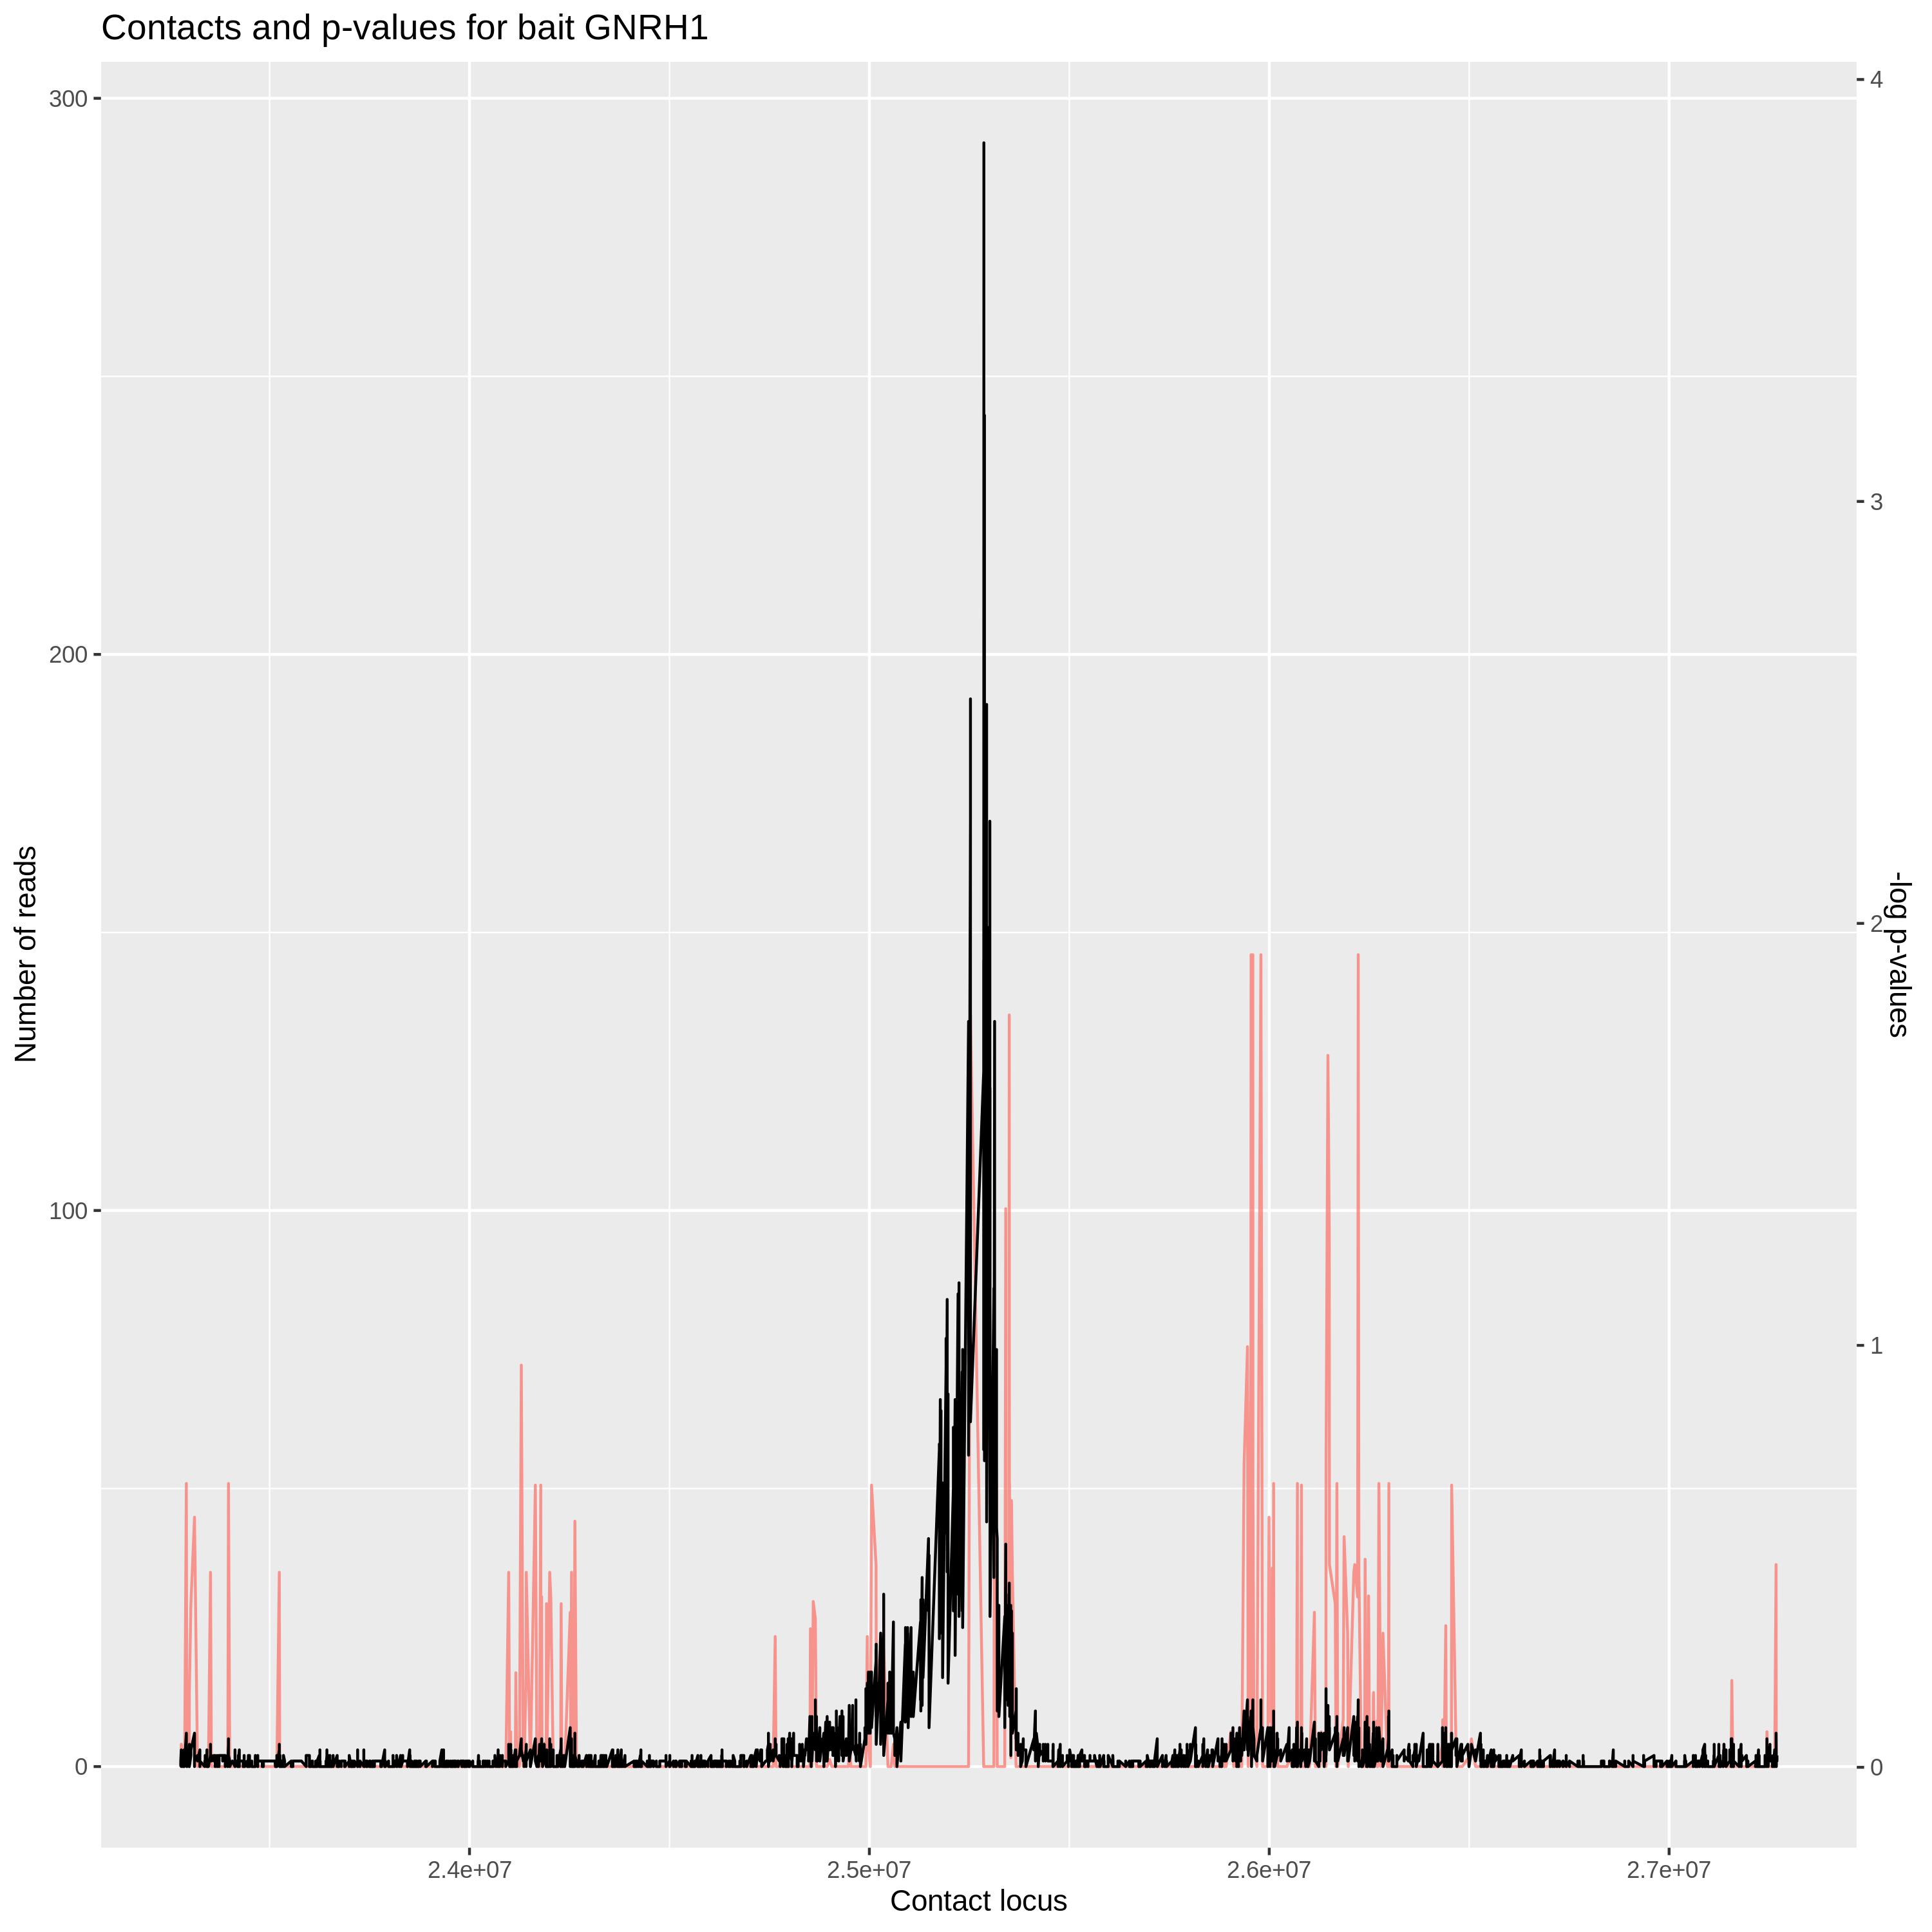 Contacts and p-values for bait GNRH1
300
200
100
0
Number of reads
4
3
2
1
0
-log p-values
2.4e+07
2.5e+07
2.6e+07
2.7e+07
Contact locus